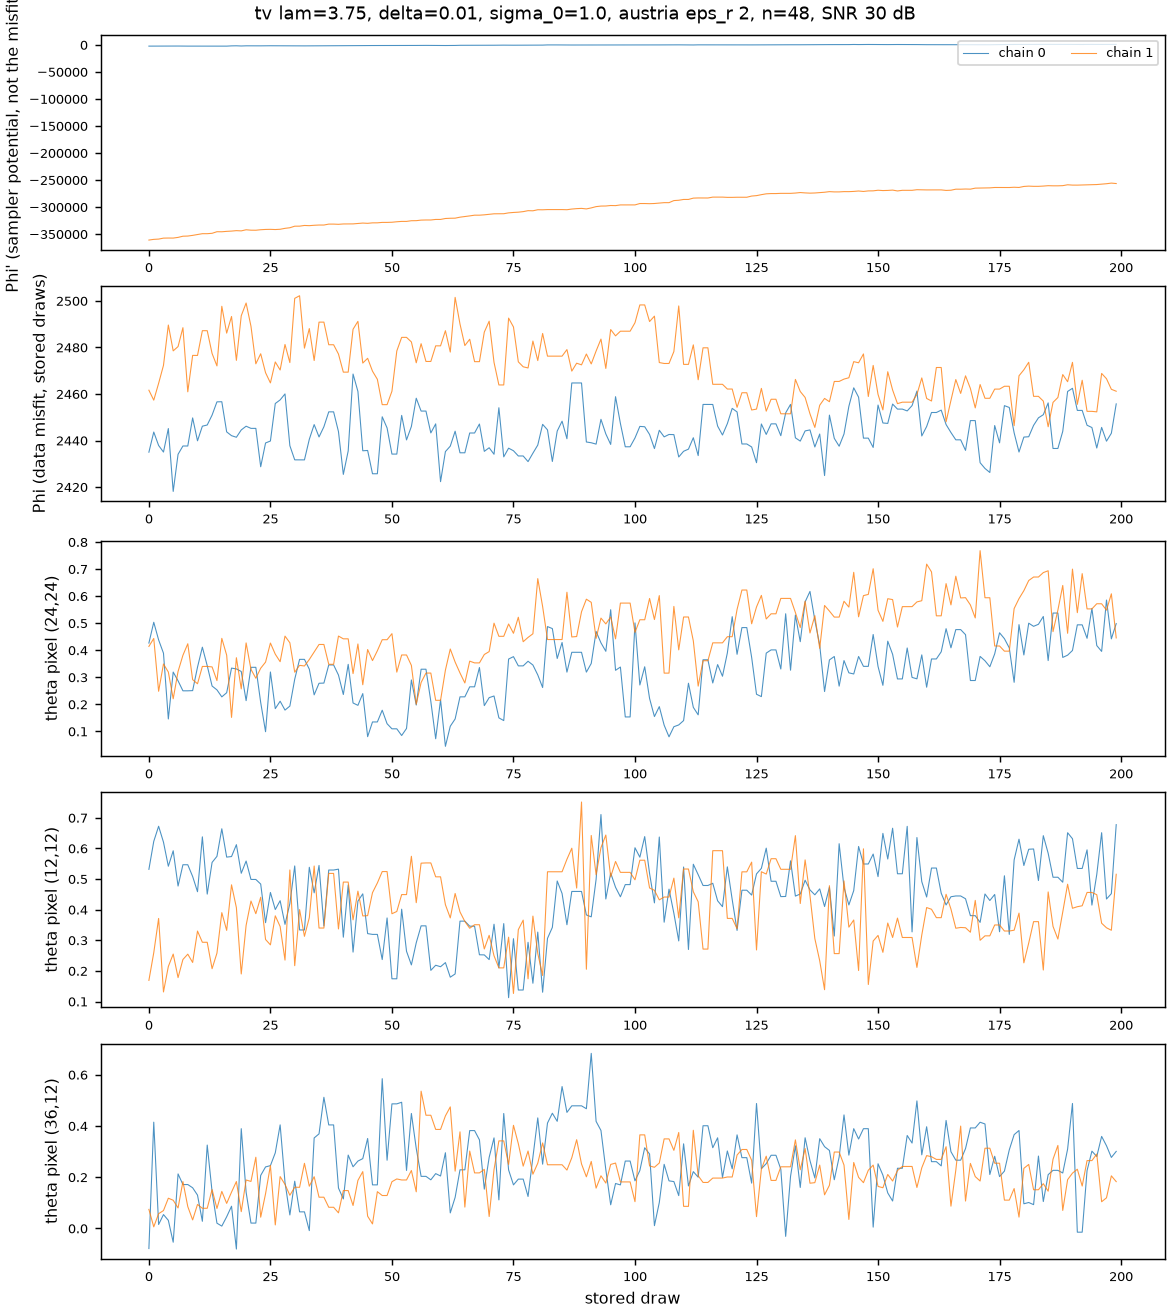 tv lam=3.75, delta=0.01, sigma_0=1.0, austria eps_r 2, n=48, SNR 30 dB
Phi' (sampler potential, not the misfit
0
−50000
−100000
−150000
−200000
−250000
−300000
−350000
chain 0
chain 1
0 25 50 75 100 125 150 175 200
Phi (data misfit, stored draws)
2500
2480
2460
2440
2420
0 25 50 75 100 125 150 175 200
theta pixel (24,24)
0.8
0.7
0.6
0.5
0.4
0.3
0.2
0.1
0 25 50 75 100 125 150 175 200
theta pixel (12,12)
0.7
0.6
0.5
0.4
0.3
0.2
0.1
0 25 50 75 100 125 150 175 200
theta pixel (36,12)
0.6
0.4
0.2
0.0
0 25 50 75 100 125 150 175 200
stored draw